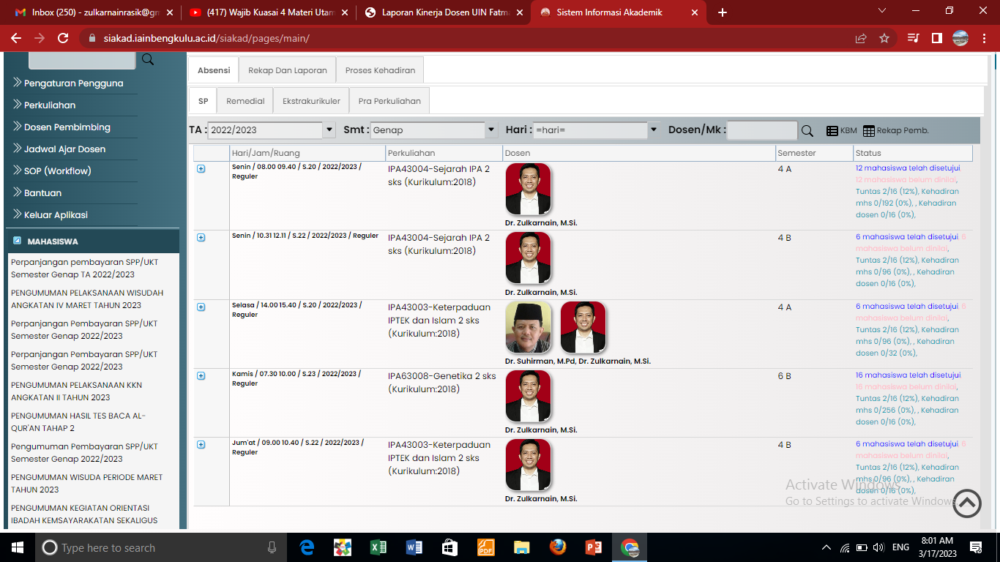 Inbox (250) - zulkarnainrasik@gm
(417) Wajib Kuasai 4 Materi Utam
Laporan Kinerja Dosen UIN Fatma
Sistem Informasi Akademik
siakad.iainbengkulu.ac.id/siakad/pages/main/
Pengaturan Pengguna
Perkuliahan
Dosen Pembimbing
Jadwal Ajar Dosen
SOP (Workflow)
Bantuan
Keluar Aplikasi
MAHASISWA
Perpanjangan pembayaran SPP/UKT
Semester Genap TA 2022/2023
PENGUMUMAN PELAKSANAAN WISUDAH
ANGKATAN IV MARET TAHUN 2023
Perpanjangan Pembayaran SPP/UKT
Semester Genap 2022/2023
Perpanjangan Pembayaran SPP/UKT
Semester Genap 2022/2023
PENGUMUMAN PELAKSANAAN KKN
ANGKATAN II TAHUN 2023
PENGUMUMAN HASIL TES BACA AL-
QUR'AN TAHAP 2
Pengumuman Pembayaran SPP/UKT
Semester Genap 2022/2023
PENGUMUMAN WISUDA PERIODE MARET
TAHUN 2023
PENGUMUMAN KEGIATAN ORIENTASI
IBADAH KEMSAYARAKATAN SEKALIGUS
Absensi Rekap Dan Laporan Proses Kehadiran
SP Remedial Ekstrakurikuler Pra Perkuliahan
TA : 2022/2023 Smt : Genap Hari : =hari= Dosen/Mk : KBM Rekap Pemb.
Hari/Jam/Ruang Perkuliahan Dosen Semester Status
Senin / 08.00 09.40 / S.20 / 2022/2023 /
Reguler
IPA43004-Sejarah IPA 2
sks (Kurikulum:2018)
Dr. Zulkarnain, M.Si.
4 A
12 mahasiswa telah disetujui,
12 mahasiswa belum dinilai,
Tuntas 2/16 (12%), Kehadiran
mhs 0/192 (0%), , Kehadiran
dosen 0/16 (0%),
Senin / 10.31 12.11 / S.22 / 2022/2023 / Reguler
IPA43004-Sejarah IPA 2
sks (Kurikulum:2018)
Dr. Zulkarnain, M.Si.
4 B
6 mahasiswa telah disetujui, 6
mahasiswa belum dinilai,
Tuntas 2/16 (12%), Kehadiran
mhs 0/96 (0%), , Kehadiran
dosen 0/16 (0%),
Selasa / 14.00 15.40 / S.20 / 2022/2023 /
Reguler
IPA43003-Keterpaduan
IPTEK dan Islam 2 sks
(Kurikulum:2018)
Dr. Suhirman, M.Pd, Dr. Zulkarnain, M.Si.
4 A
6 mahasiswa telah disetujui, 6
mahasiswa belum dinilai,
Tuntas 2/16 (12%), Kehadiran
mhs 0/96 (0%), , Kehadiran
dosen 0/32 (0%),
Kamis / 07.30 10.00 / S.23 / 2022/2023 /
Reguler
IPA63008-Genetika 2 sks
(Kurikulum:2018)
Dr. Zulkarnain, M.Si.
6 B
16 mahasiswa telah disetujui,
16 mahasiswa belum dinilai,
Tuntas 2/16 (12%), Kehadiran
mhs 0/256 (0%), , Kehadiran
dosen 0/16 (0%),
Jum'at / 09.00 10.40 / S.22 / 2022/2023 /
Reguler
IPA43003-Keterpaduan
IPTEK dan Islam 2 sks
(Kurikulum:2018)
Dr. Zulkarnain, M.Si.
4 B
6 mahasiswa telah disetujui, 6
mahasiswa belum dinilai,
Tuntas 2/16 (12%), Kehadiran
mhs 0/96 (0%), , Kehadiran
dosen 0/16 (0%),
Activate Windows
Go to Settings to activate Windows.
Type here to search
PDF
ENG
8:01 AM
3/17/2023